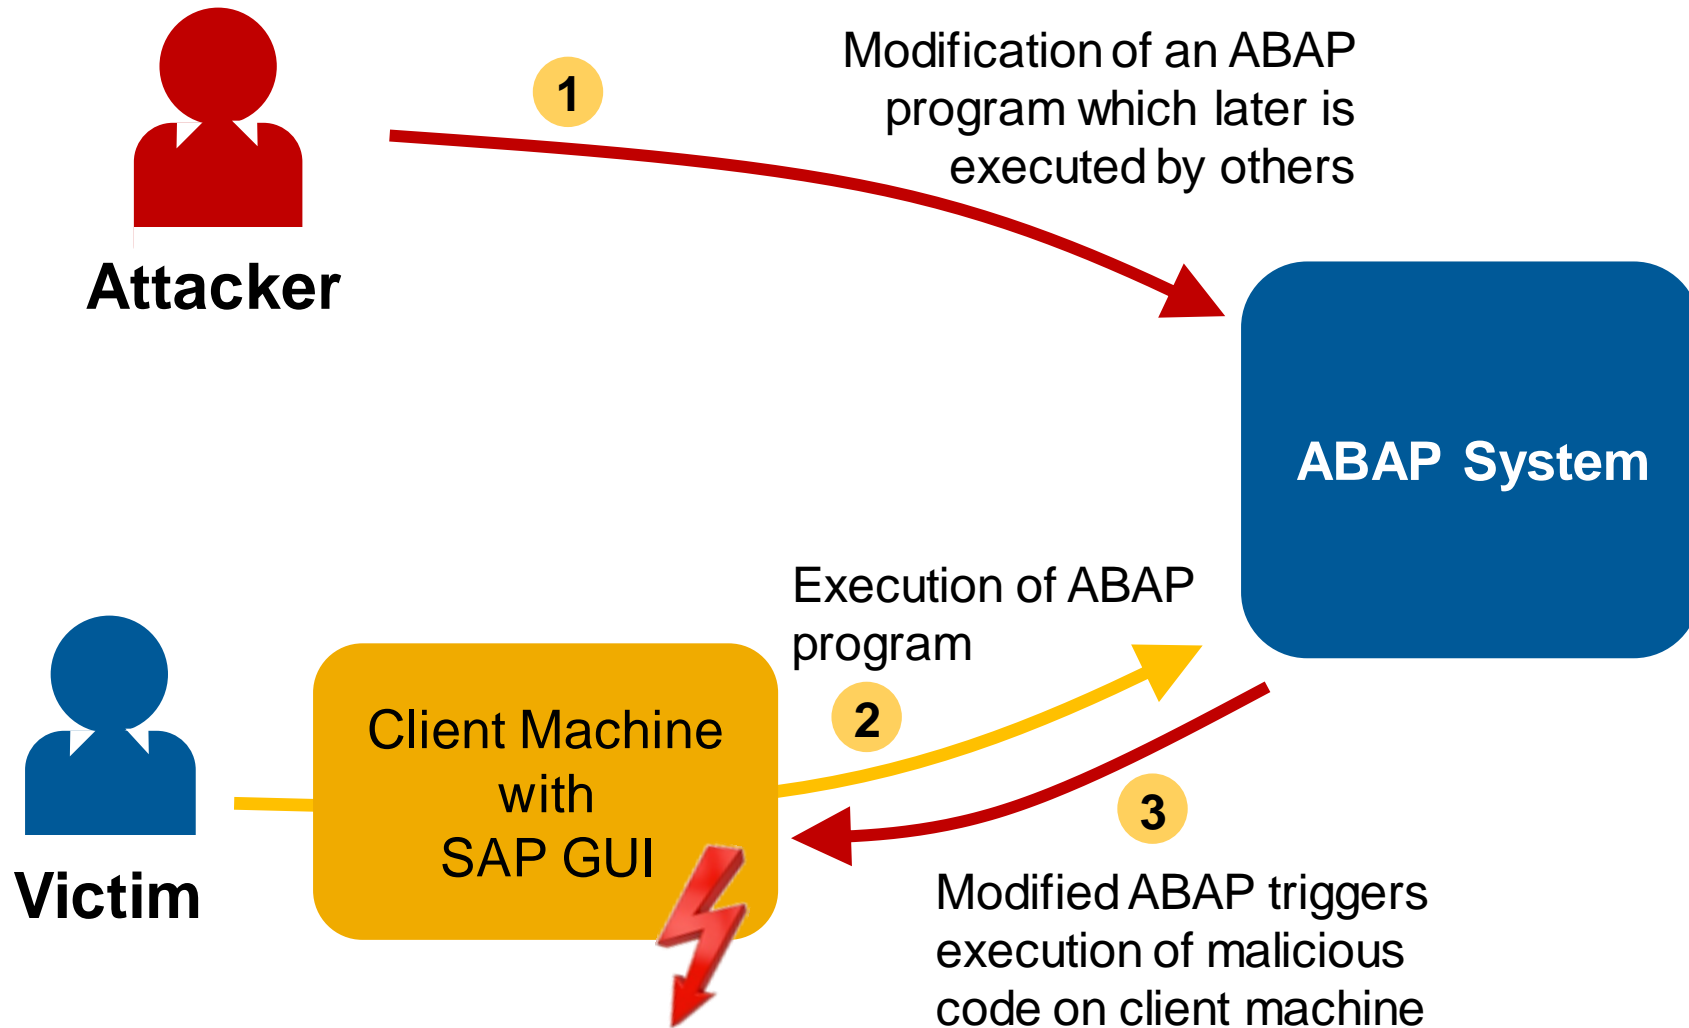 Modification of an ABAP
program which later is
executed by others
1
Attacker
ABAP System
Execution of ABAP
program
2
Client Machine
with
SAP GUI
3
Victim
Modified ABAP triggers
execution of malicious
code on client machine